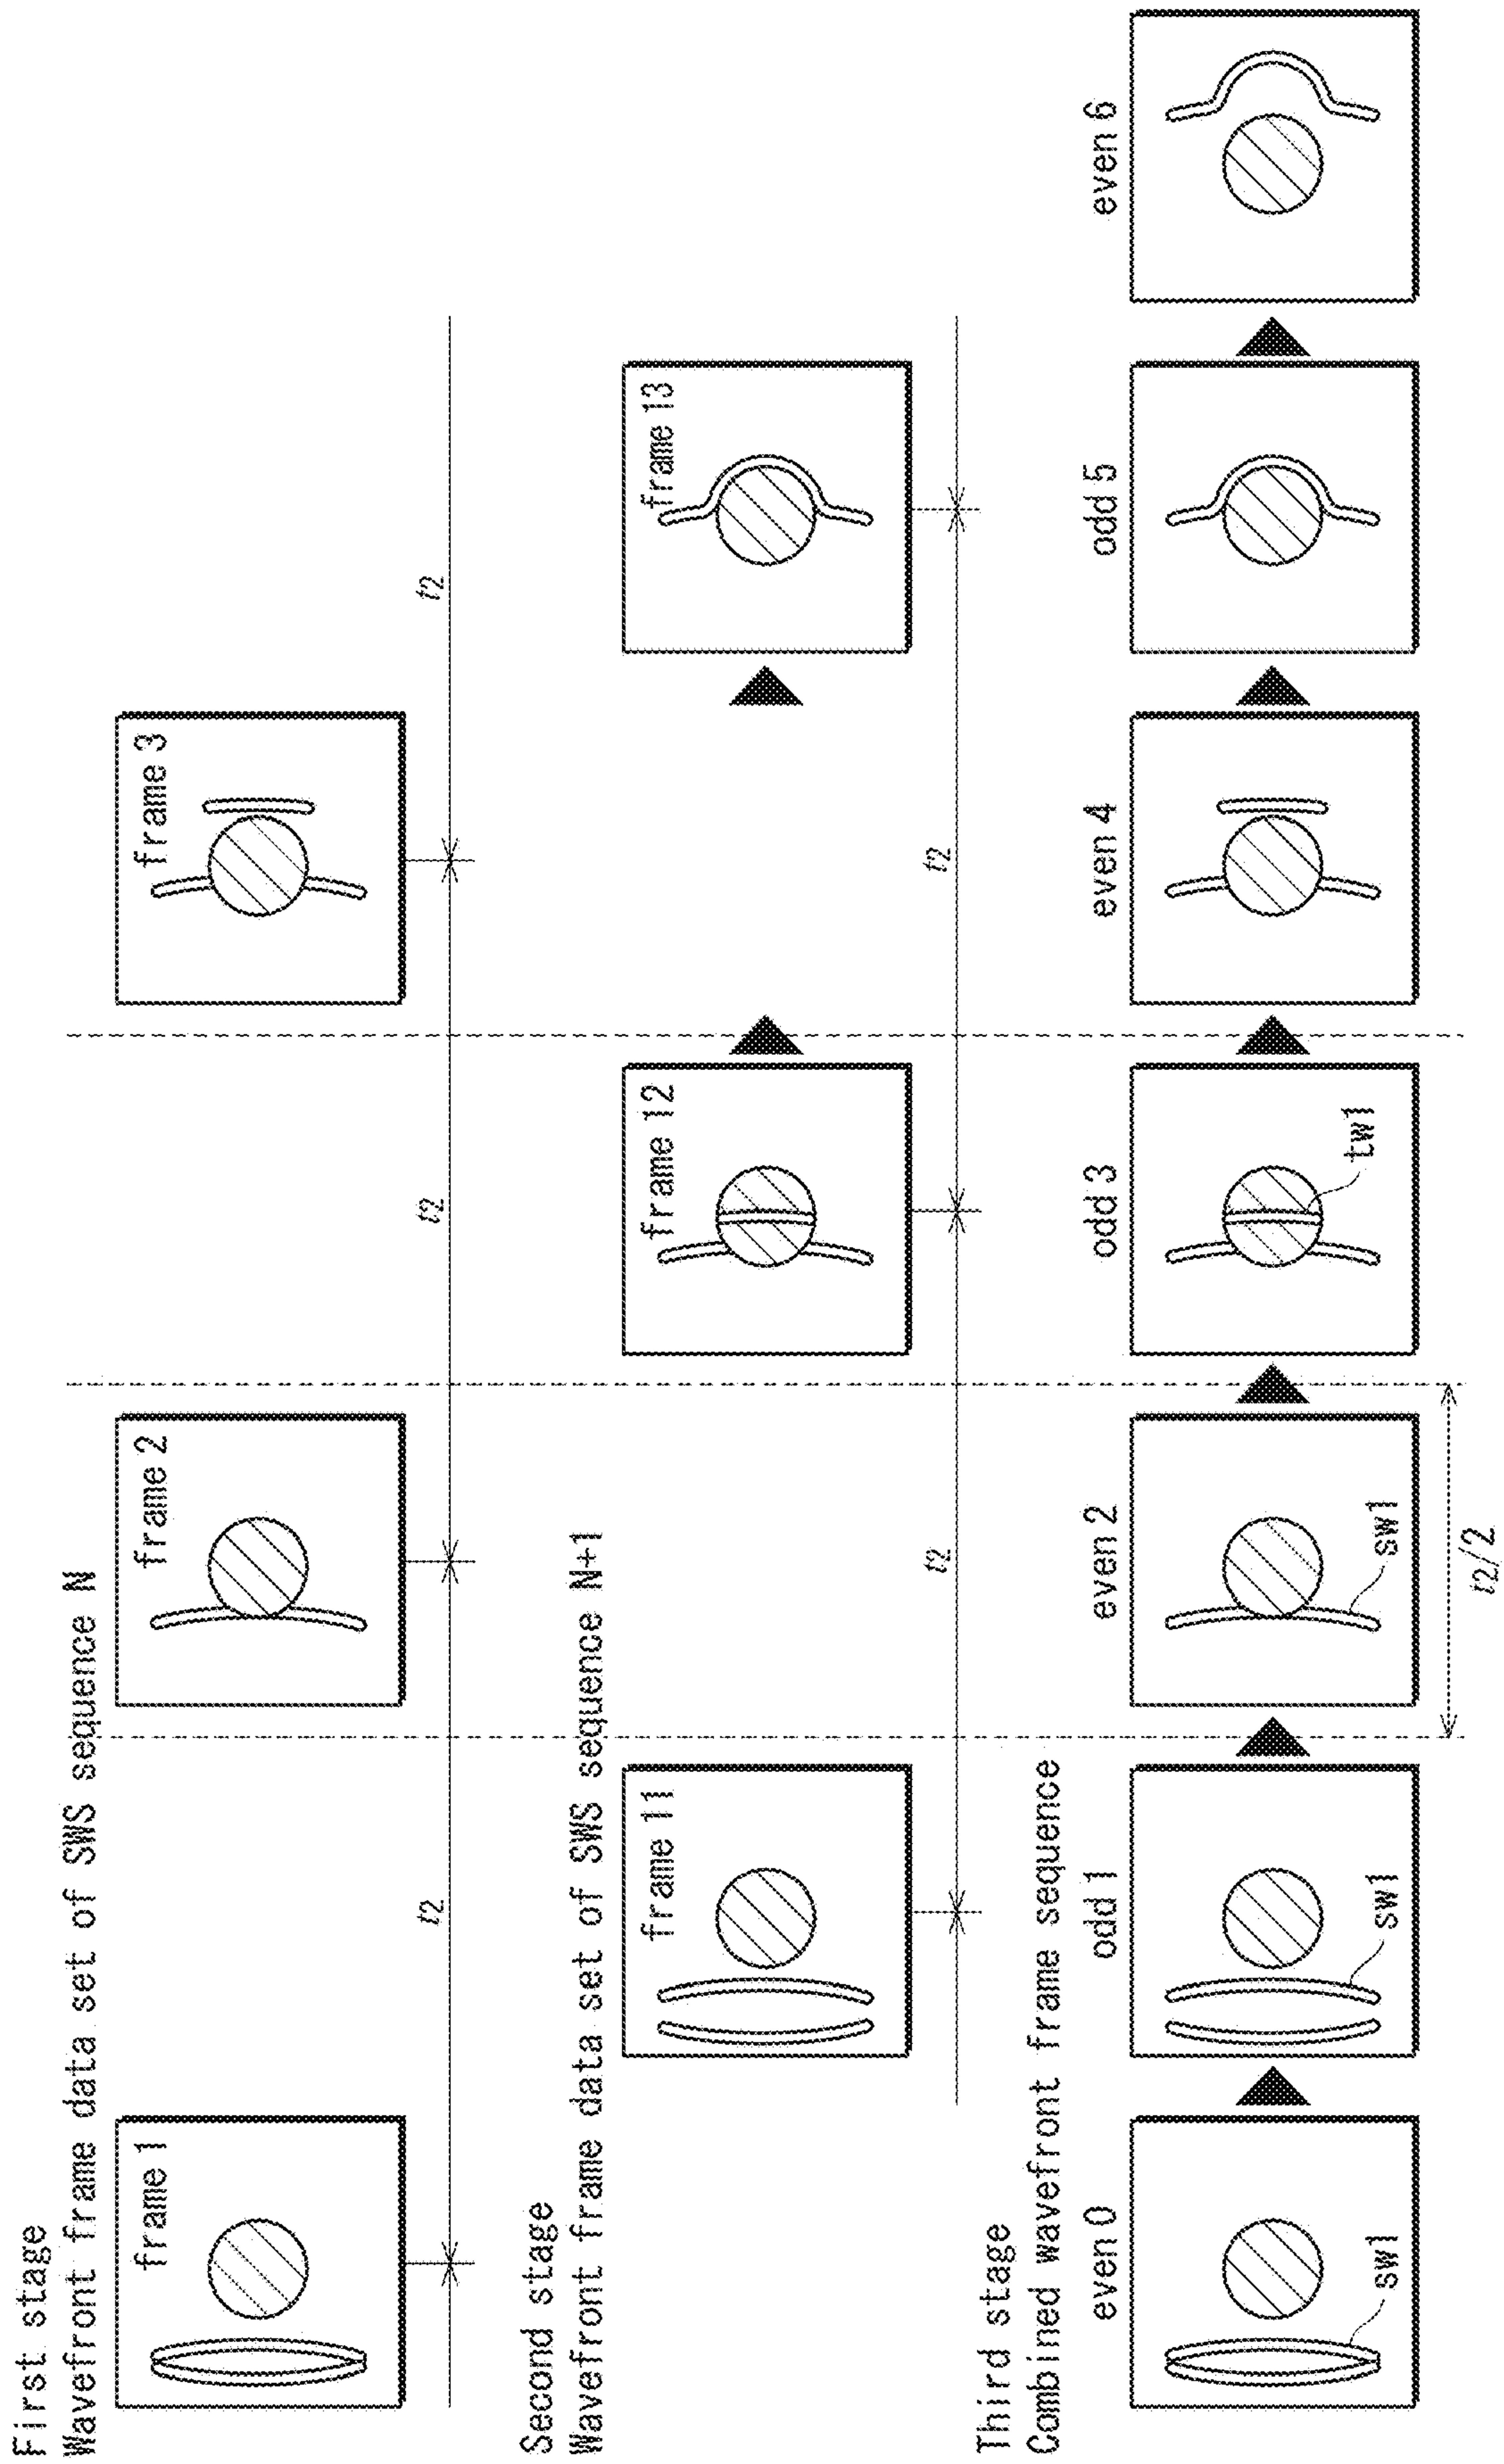 First stage
Wavefront frame data set of SWS sequence N
frame 1
frame 2
frame 3
t2
t2
t2
Second stage
Wavefront frame data set of SWS sequence N+1
frame 11
frame 12
frame 13
t2
t2
Third stage
Combined wavefront frame sequence
even 0
odd 1
even 2
odd 3
even 4
odd 5
even 6
sw1
sw1
sw1
tw1
t2/2